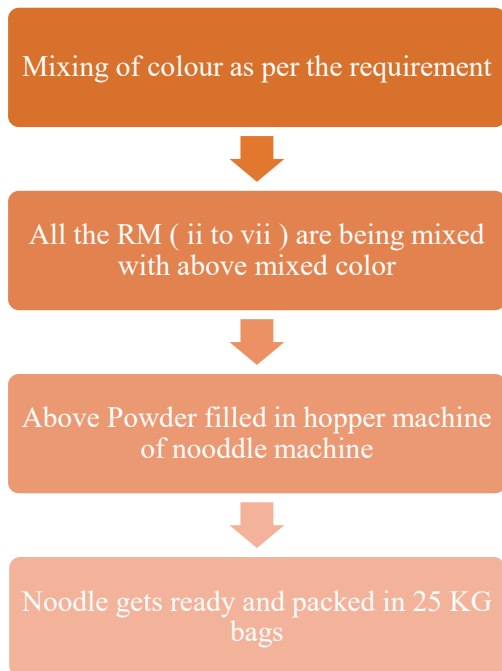 Mixing of colour as per the requirement
All the RM ( ii to vii ) are being mixed
with above mixed color
Above Powder filled in hopper machine
of nooddle machine
Noodle gets ready and packed in 25 KG
bags